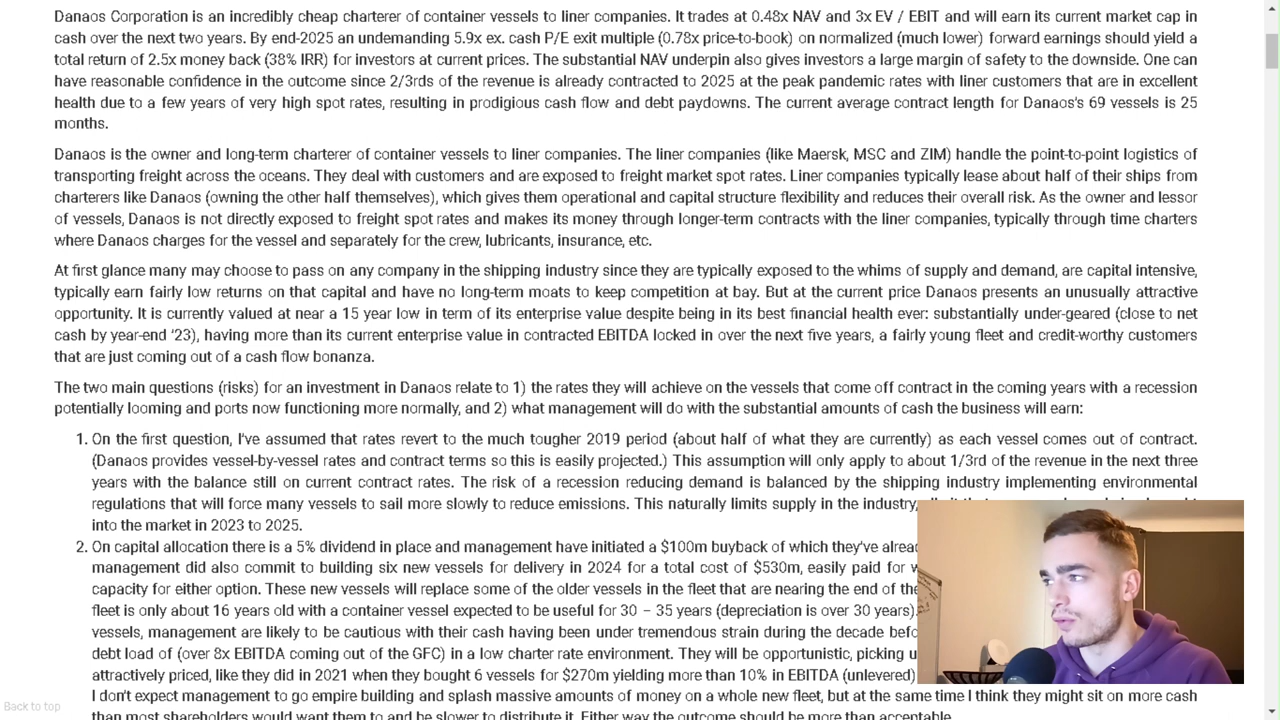 Danaos Corporation is an incredibly cheap charterer of container vessels to liner companies. It trades at 0.48x NAV and 3x EV / EBIT and will earn its current market cap in
cash over the next two years. By end-2025 an undemanding 5.9x ex. cash P/E exit multiple (0.78x price-to-book) on normalized (much lower) forward earnings should yield a
total return of 2.5x money back (38% IRR) for investors at current prices. The substantial NAV underpin also gives investors a large margin of safety to the downside. One can
have reasonable confidence in the outcome since 2/3rds of the revenue is already contracted to 2025 at the peak pandemic rates with liner customers that are in excellent
health due to a few years of very high spot rates, resulting in prodigious cash flow and debt paydowns. The current average contract length for Danaos's 69 vessels is 25
months.
Danaos is the owner and long-term charterer of container vessels to liner companies. The liner companies (like Maersk, MSC and ZIM) handle the point-to-point logistics of
transporting freight across the oceans. They deal with customers and are exposed to freight market spot rates. Liner companies typically lease about half of their ships from
charterers like Danaos (owning the other half themselves), which gives them operational and capital structure flexibility and reduces their overall risk. As the owner and lessor
of vessels, Danaos is not directly exposed to freight spot rates and makes its money through longer-term contracts with the liner companies, typically through time charters
where Danaos charges for the vessel and separately for the crew, lubricants, insurance, etc.
At first glance many may choose to pass on any company in the shipping industry since they are typically exposed to the whims of supply and demand, are capital intensive,
typically earn fairly low returns on that capital and have no long-term moats to keep competition at bay. But at the current price Danaos presents an unusually attractive
opportunity. It is currently valued at near a 15 year low in term of its enterprise value despite being in its best financial health ever: substantially under-geared (close to net
cash by year-end '23), having more than its current enterprise value in contracted EBITDA locked in over the next five years, a fairly young fleet and credit-worthy customers
that are just coming out of a cash flow bonanza.
The two main questions (risks) for an investment in Danaos relate to 1) the rates they will achieve on the vessels that come off contract in the coming years with a recession
potentially looming and ports now functioning more normally, and 2) what management will do with the substantial amounts of cash the business will earn:
1. On the first question, I've assumed that rates revert to the much tougher 2019 period (about half of what they are currently) as each vessel comes out of contract.
(Danaos provides vessel-by-vessel rates and contract terms so this is easily projected.) This assumption will only apply to about 1/3rd of the revenue in the next three
years with the balance still on current contract rates. The risk of a recession reducing demand is balanced by the shipping industry implementing environmental
regulations that will force many vessels to sail more slowly to reduce emissions. This naturally limits supply in the industry,
into the market in 2023 to 2025.
2. On capital allocation there is a 5% dividend in place and management have initiated a $100m buyback of which they've
management did also commit to building six new vessels for delivery in 2024 for a total cost of $530m, easily paid for
capacity for either option. These new vessels will replace some of the older vessels in the fleet that are nearing the end of the
fleet is only about 16 years old with a container vessel expected to be useful for 30 – 35 years (depreciation is over 30 years).
vessels, management are likely to be cautious with their cash having been under tremendous strain during the decade
debt load of (over 8x EBITDA coming out of the GFC) in a low charter rate environment. They will be opportunistic, picking
attractively priced, like they did in 2021 when they bought 6 vessels for $270m yielding more than 10% in EBITDA (unlevered)
I don't expect management to go empire building and splash massive amounts of money on a whole new fleet, but at the same time I think they might sit on more cash
than most shareholders would want them to and be slower to distribute it. Either way the outcome should be more than acceptable.
Back to top